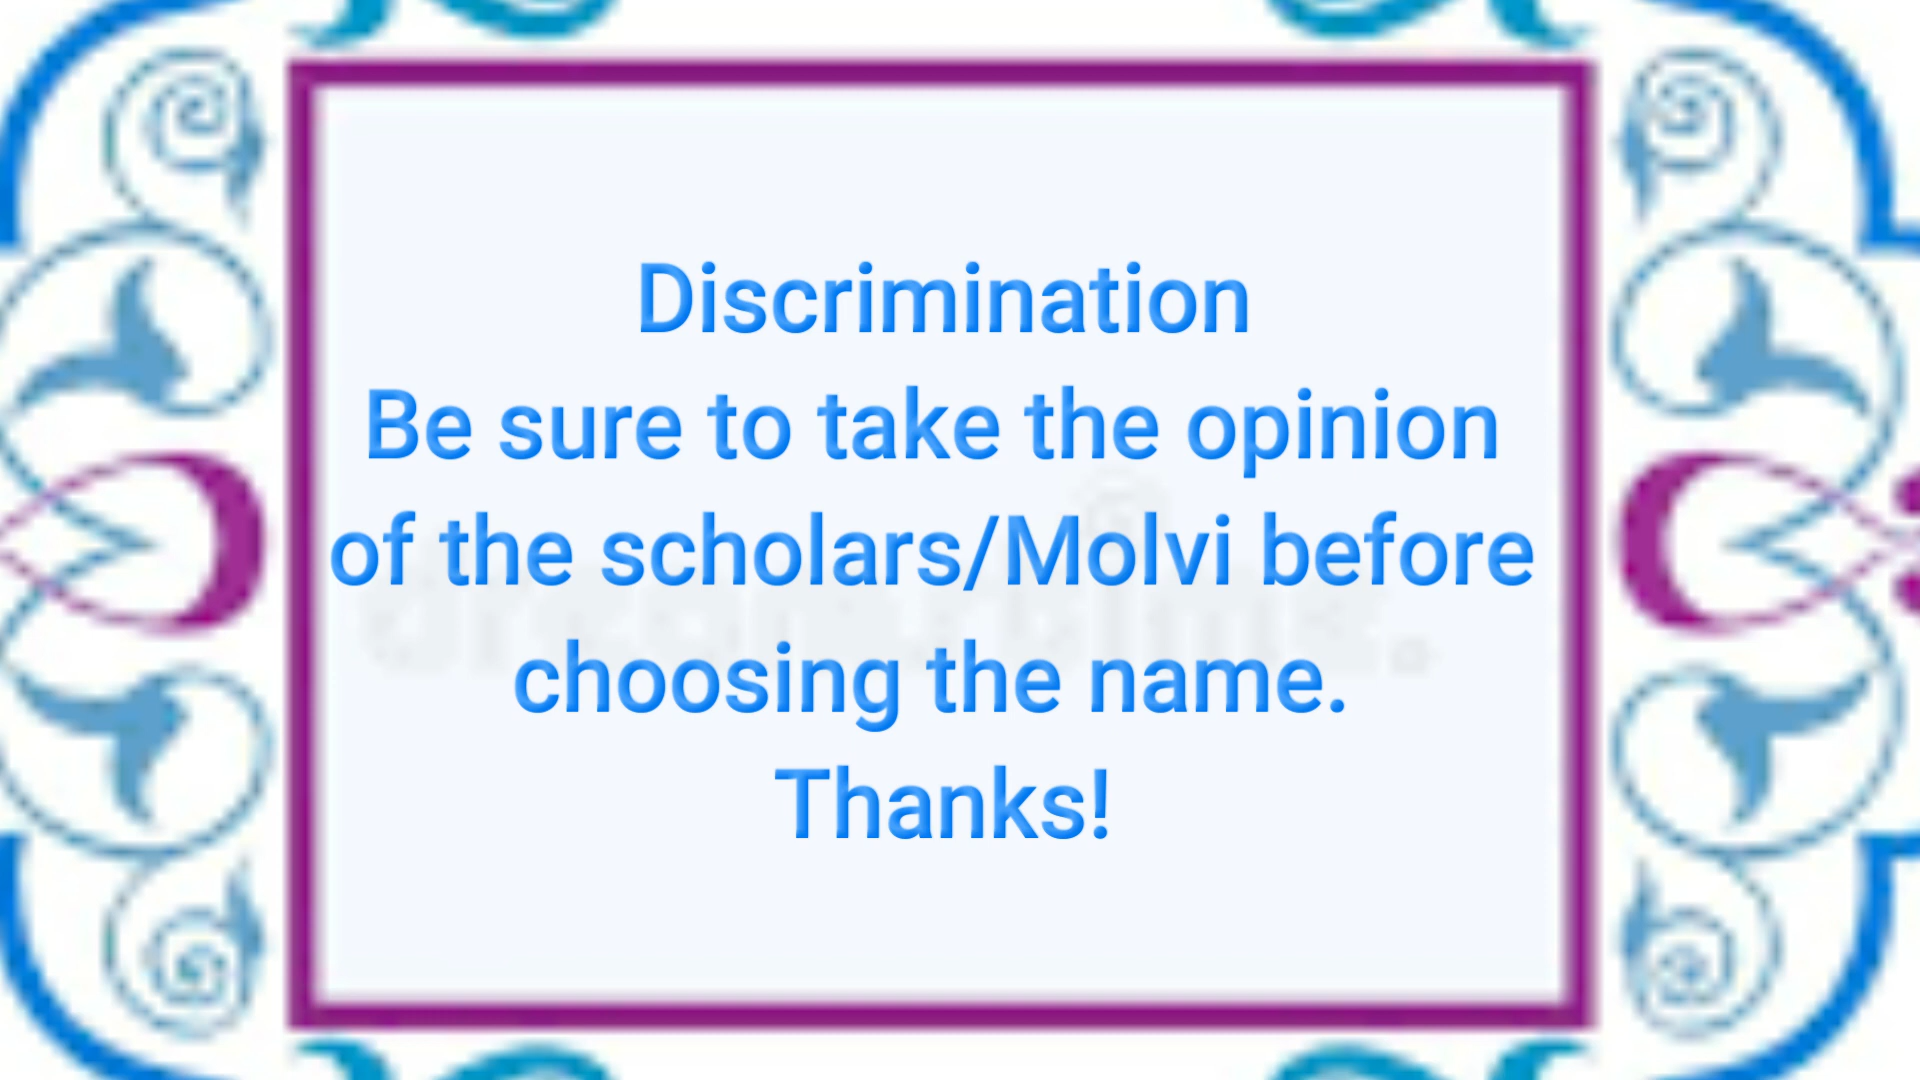 Discrimination
Be sure to take the opinion
of the scholars/Molvi before
choosing the name.
Thanks!